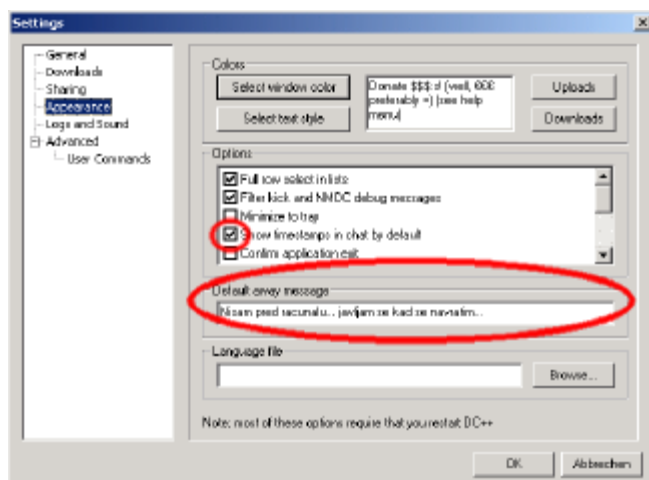 Settings
General
Downloads
Sharing
Appearance
Logs and Sound
Advanced
User Commands
Colors
Select window color
Select text style
Donate $$$:s! (well, €€€
preferably =) (see help
menu)
Uploads
Downloads
Options
Full row select in lists
Filter kick and NMDC debug messages
Minimize to tray
Show timestamps in chat by default
Confirm application exit
Default away message
Nisam pred racunalu... javljam se kad se navratim...
Language file
Browse...
Note: most of these options require that you restart DC++
OK
Abbrechen